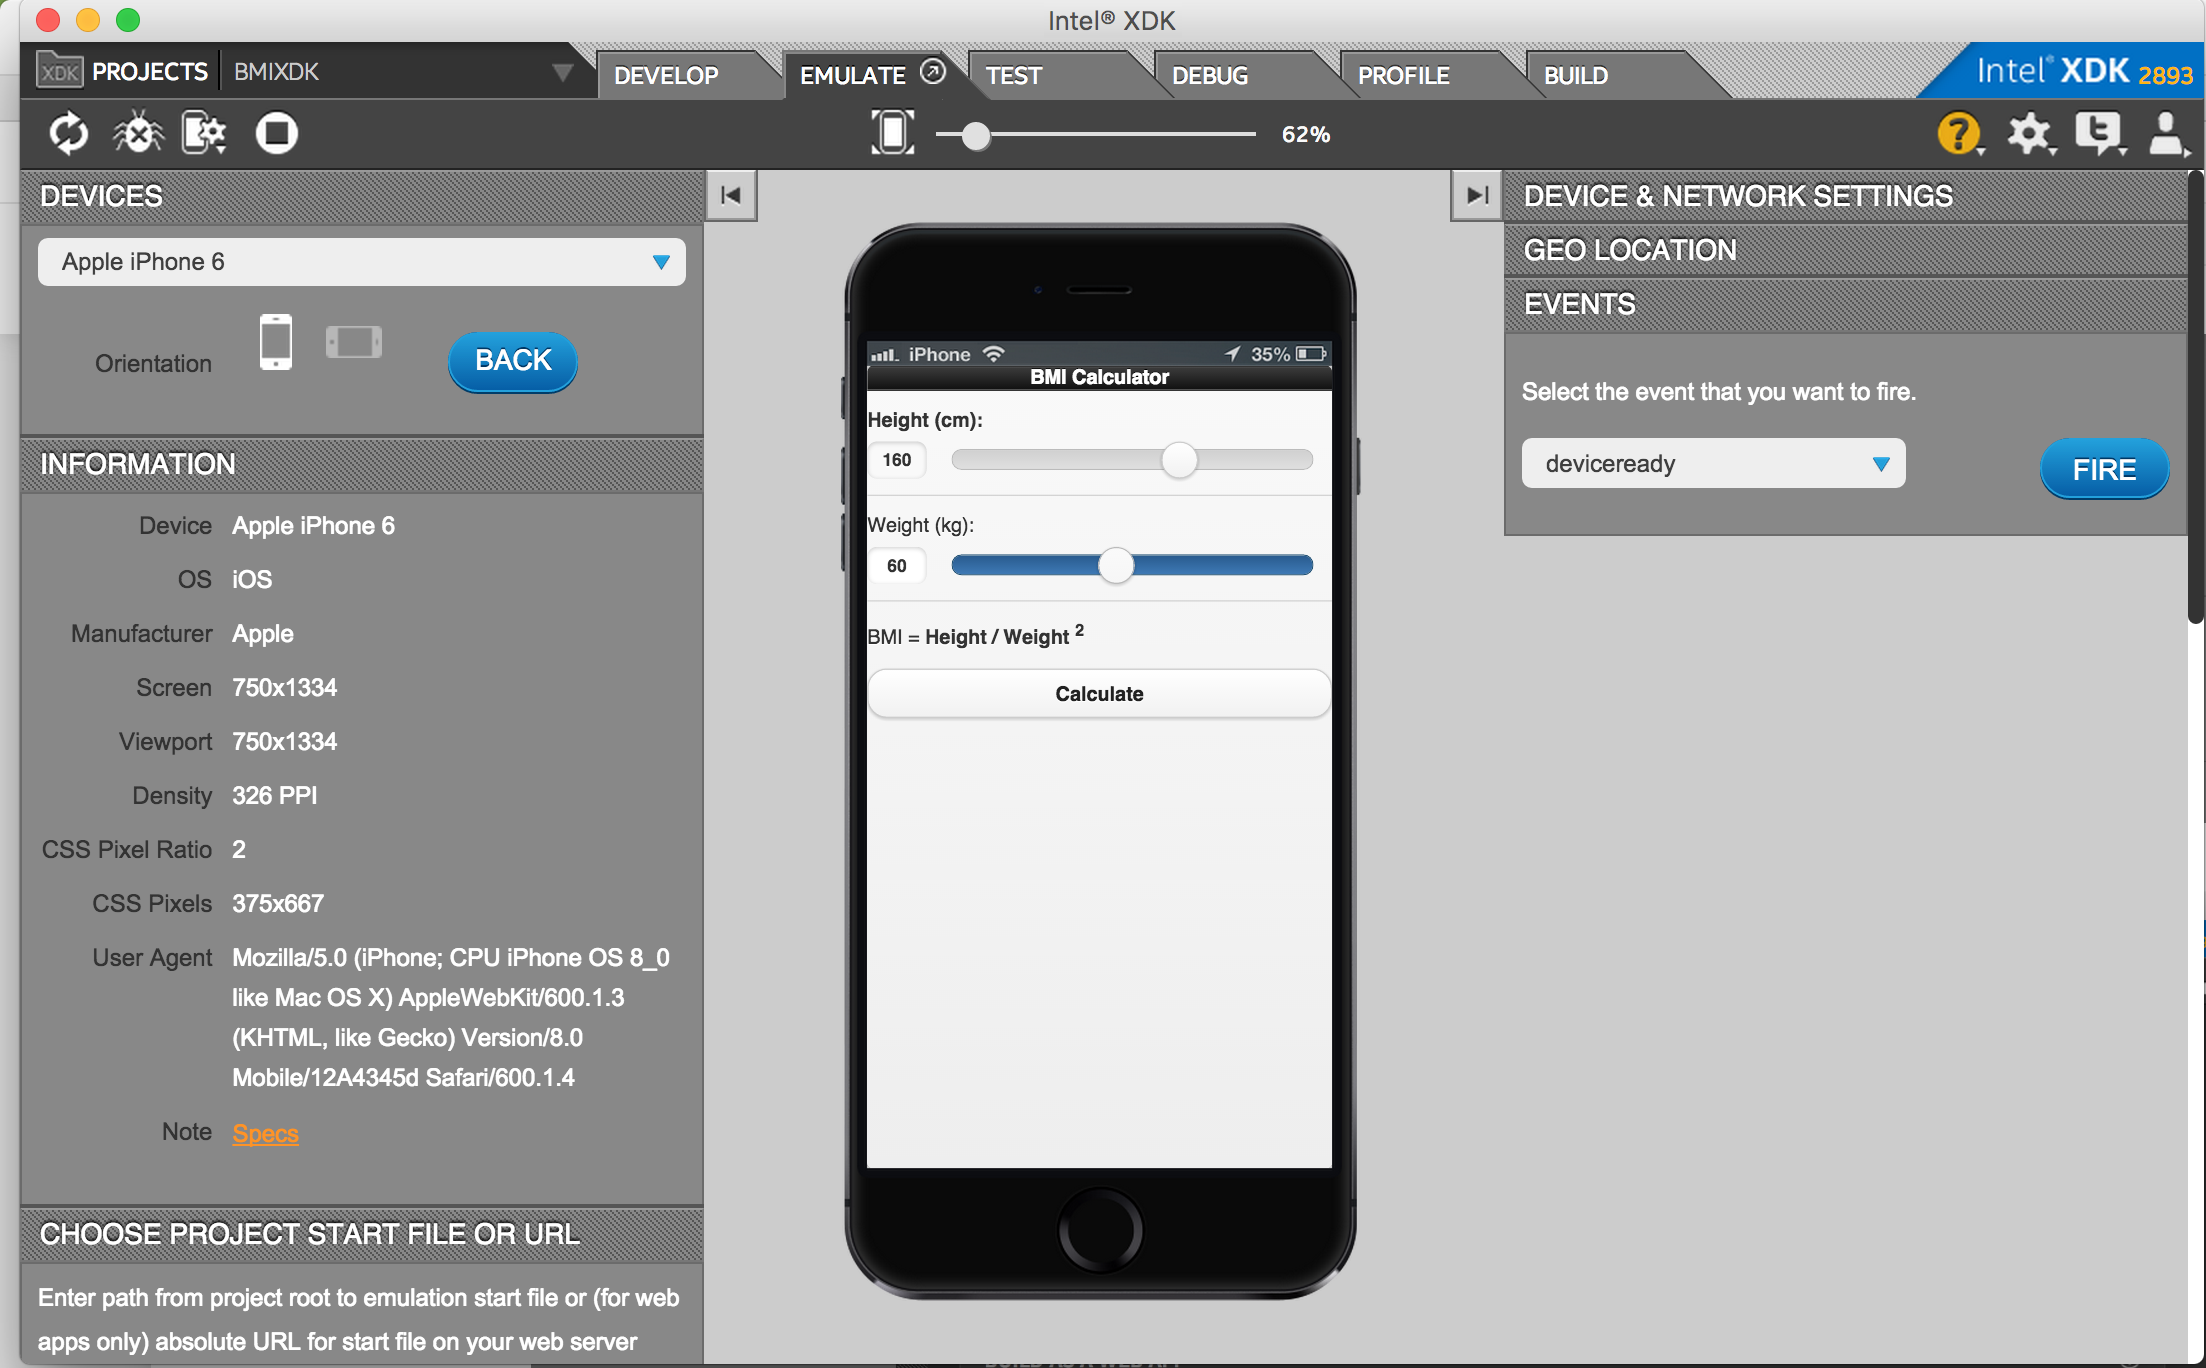 Intel® XDK
XDK PROJECTS BMIXDK DEVELOP EMULATE TEST DEBUG PROFILE BUILD Intel® XDK 2893
62%
DEVICES
Apple iPhone 6
Orientation BACK
INFORMATION
Device Apple iPhone 6
OS iOS
Manufacturer Apple
Screen 750x1334
Viewport 750x1334
Density 326 PPI
CSS Pixel Ratio 2
CSS Pixels 375x667
User Agent Mozilla/5.0 (iPhone; CPU iPhone OS 8_0
like Mac OS X) AppleWebKit/600.1.3
(KHTML, like Gecko) Version/8.0
Mobile/12A4345d Safari/600.1.4
Note Specs
CHOOSE PROJECT START FILE OR URL
Enter path from project root to emulation start file or (for web
apps only) absolute URL for start file on your web server
iPhone 35%
BMI Calculator
Height (cm):
160
Weight (kg):
60
BMI = Height / Weight 2
Calculate
DEVICE & NETWORK SETTINGS
GEO LOCATION
EVENTS
Select the event that you want to fire.
deviceready FIRE